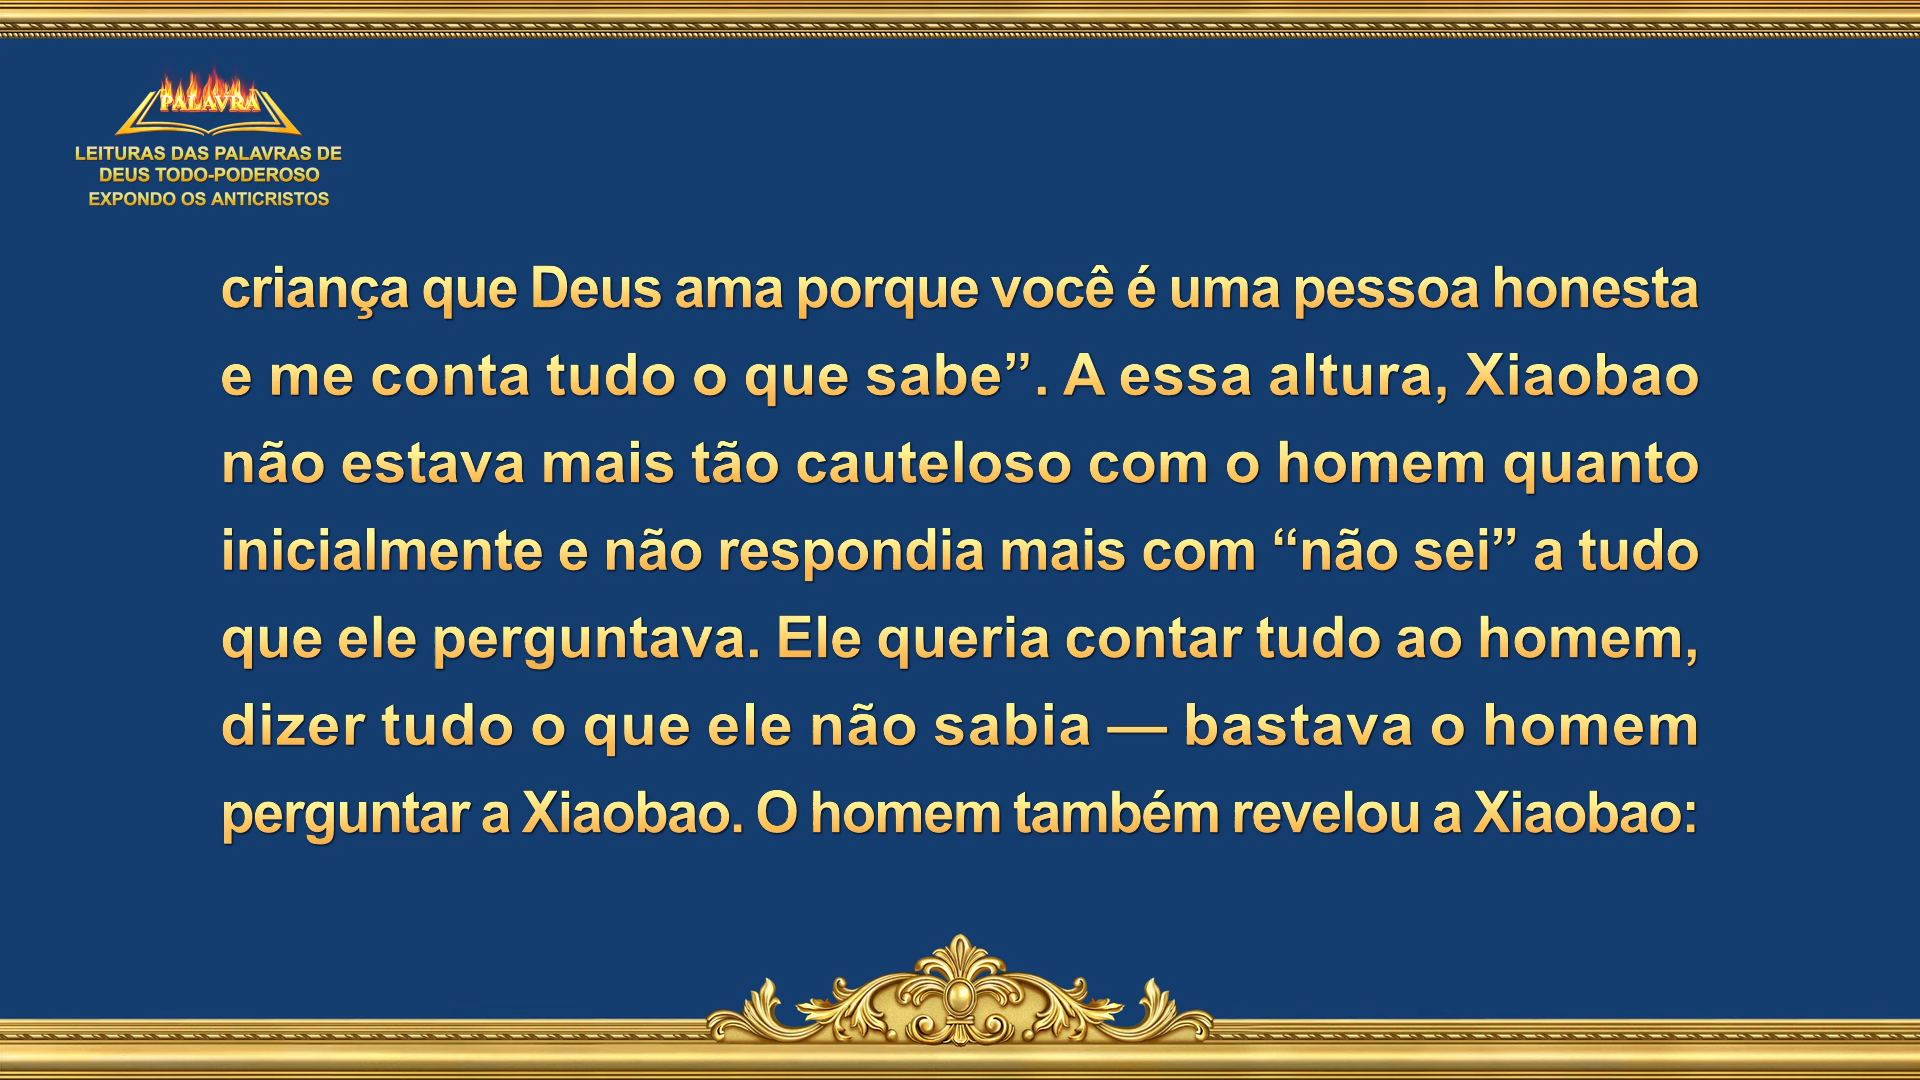 PALAVRA
LEITURAS DAS PALAVRAS DE
DEUS TODO-PODEROSO
EXPONDO OS ANTICRISTOS
criança que Deus ama porque você é uma pessoa honesta
e me conta tudo o que sabe”. A essa altura, Xiaobao
não estava mais tão cauteloso com o homem quanto
inicialmente e não respondia mais com “não sei” a tudo
que ele perguntava. Ele queria contar tudo ao homem,
dizer tudo o que ele não sabia — bastava o homem
perguntar a Xiaobao. O homem também revelou a Xiaobao: